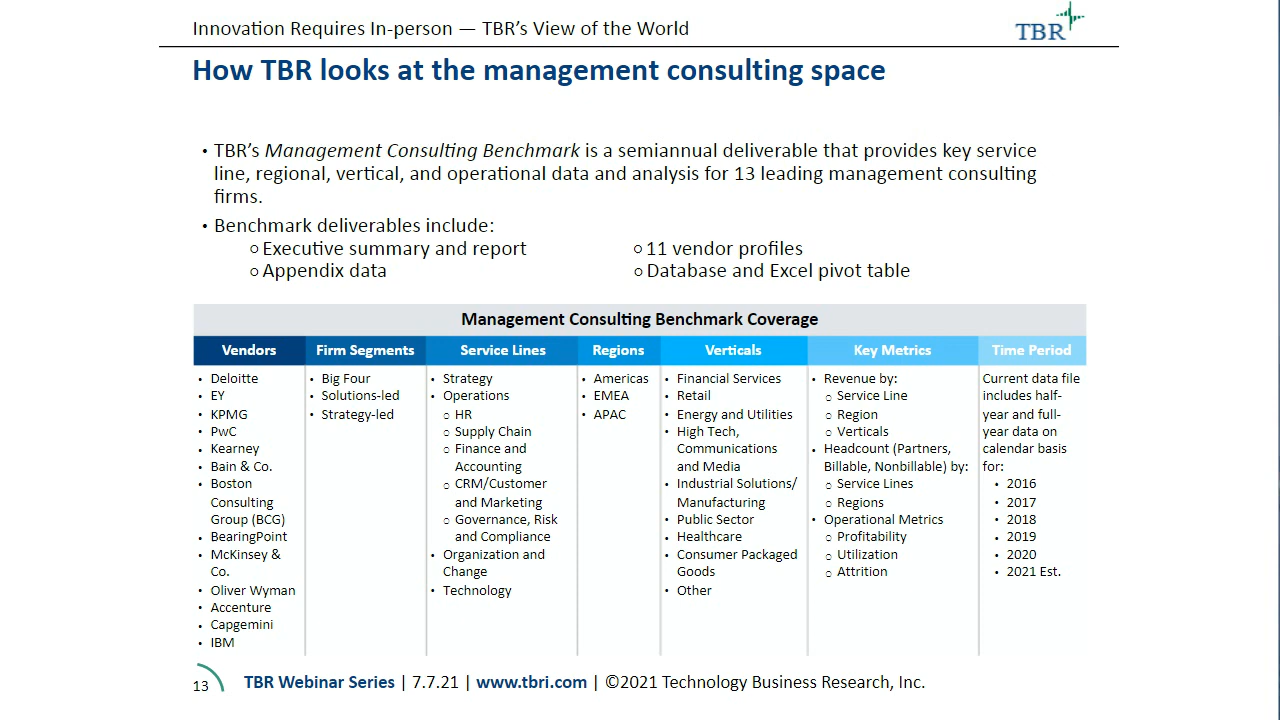 Innovation Requires In-person — TBR's View of the World
TBR
How TBR looks at the management consulting space
• TBR's Management Consulting Benchmark is a semiannual deliverable that provides key service
line, regional, vertical, and operational data and analysis for 13 leading management consulting
firms.
• Benchmark deliverables include:
○ Executive summary and report
○ Appendix data
○ 11 vendor profiles
○ Database and Excel pivot table
Management Consulting Benchmark Coverage
Vendors
• Deloitte
• EY
• KPMG
• PwC
• Kearney
• Bain & Co.
• Boston
Consulting
Group (BCG)
• BearingPoint
• McKinsey &
Co.
• Oliver Wyman
• Accenture
• Capgemini
• IBM
Firm Segments
• Big Four
• Solutions-led
• Strategy-led
Service Lines
• Strategy
• Operations
○ HR
○ Supply Chain
○ Finance and
Accounting
○ CRM/Customer
and Marketing
○ Governance, Risk
and Compliance
• Organization and
Change
• Technology
Regions
• Americas
• EMEA
• APAC
Verticals
• Financial Services
• Retail
• Energy and Utilities
• High Tech,
Communications
and Media
• Industrial Solutions/
Manufacturing
• Public Sector
• Healthcare
• Consumer Packaged
Goods
• Other
Key Metrics
• Revenue by:
○ Service Line
○ Region
○ Verticals
• Headcount (Partners,
Billable, Nonbillable) by:
○ Service Lines
○ Regions
• Operational Metrics
○ Profitability
○ Utilization
○ Attrition
Time Period
Current data file
includes half-
year and full-
year data on
calendar basis
for:
• 2016
• 2017
• 2018
• 2019
• 2020
• 2021 Est.
13
TBR Webinar Series | 7.7.21 | www.tbri.com | ©2021 Technology Business Research, Inc.